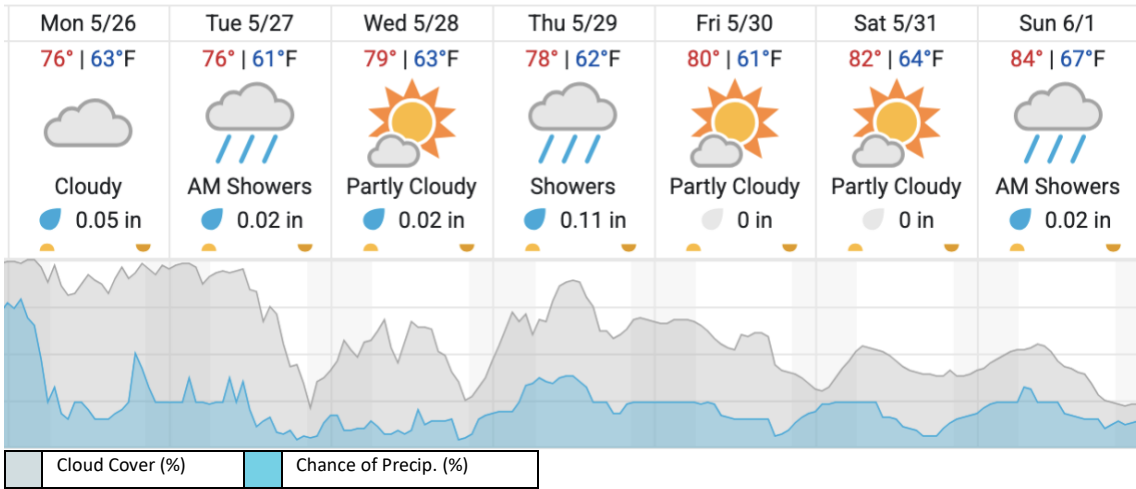 Mon 5/26 Tue 5/27 Wed 5/28 Thu 5/29 Fri 5/30 Sat 5/31 Sun 6/1
76° | 63°F 76° | 61°F 79° | 63°F 78° | 62°F 80° | 61°F 82° | 64°F 84° | 67°F
Cloudy AM Showers Partly Cloudy Showers Partly Cloudy Partly Cloudy AM Showers
0.05 in 0.02 in 0.02 in 0.11 in 0 in 0 in 0.02 in
Cloud Cover (%) Chance of Precip. (%)